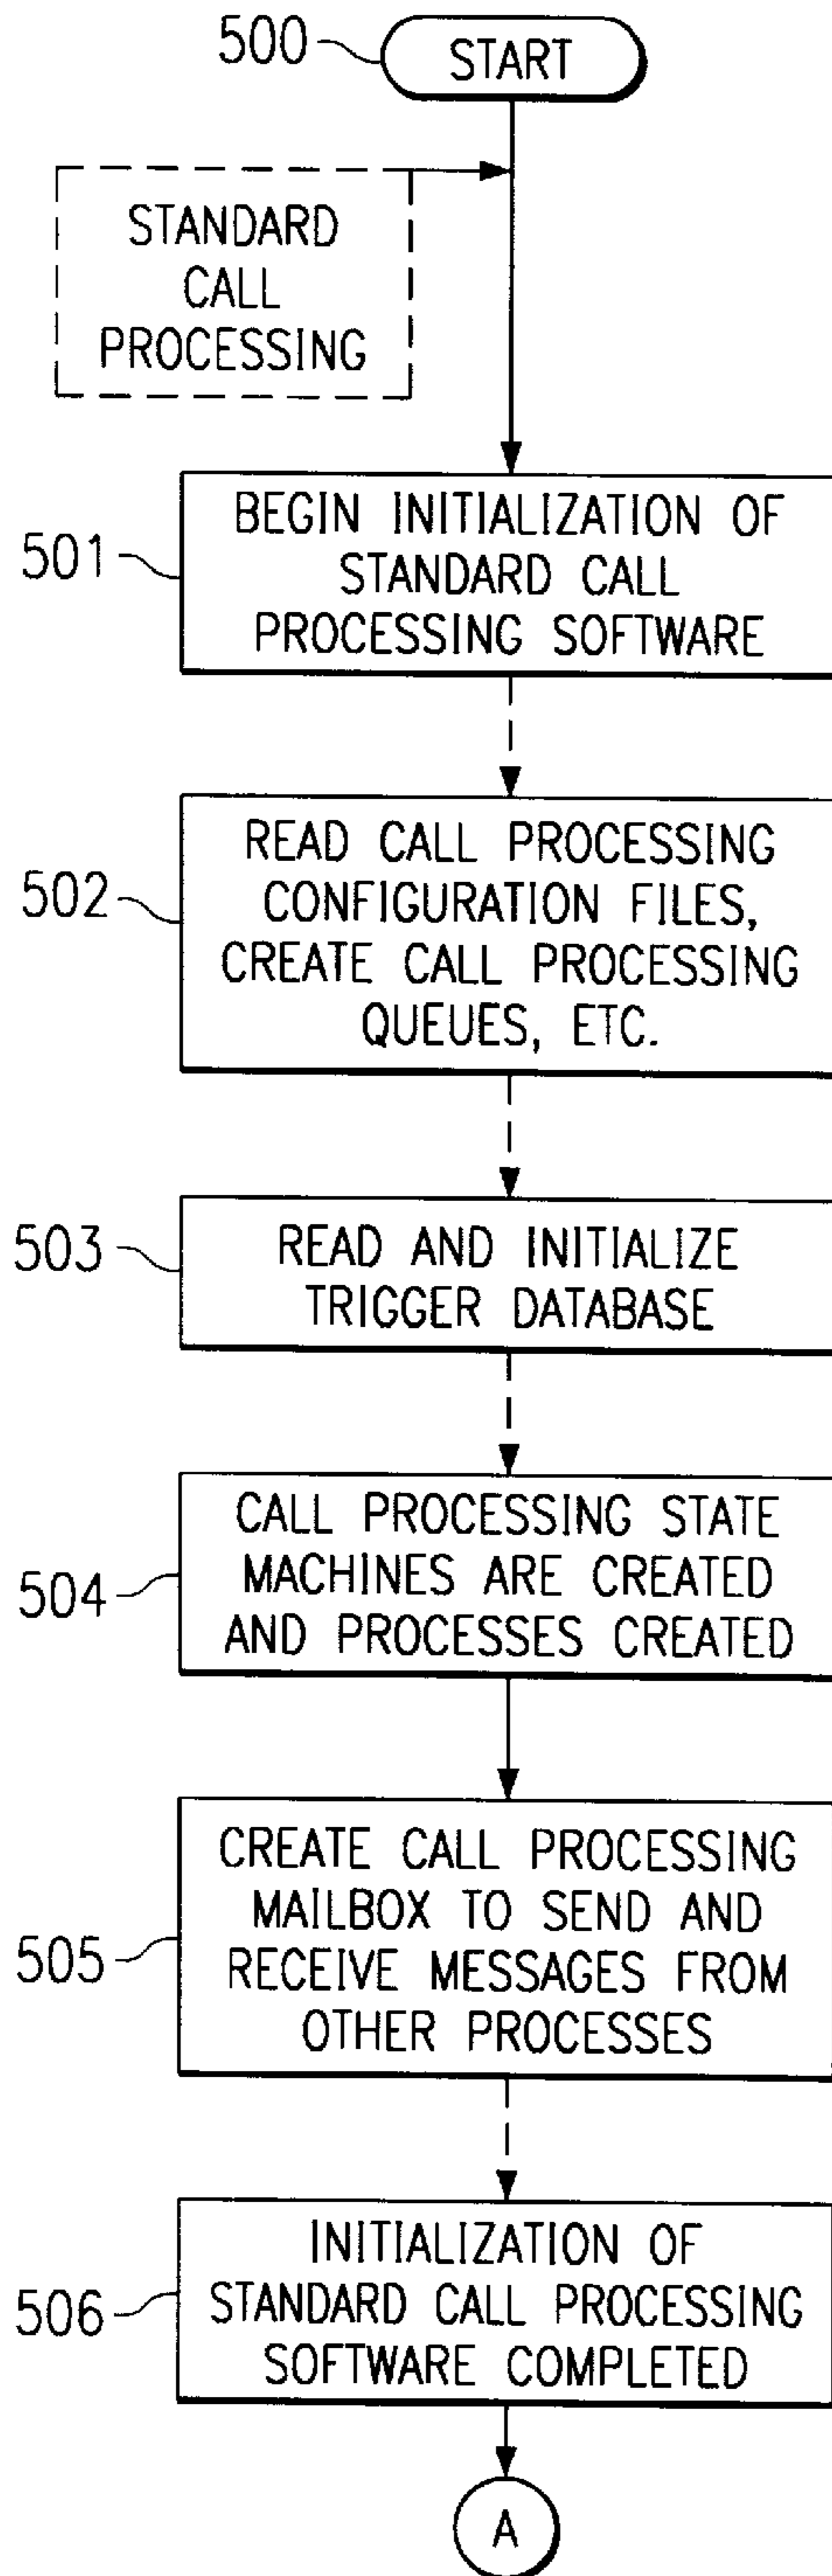 500
START
STANDARD
CALL
PROCESSING
501
BEGIN INITIALIZATION OF
STANDARD CALL
PROCESSING SOFTWARE
502
READ CALL PROCESSING
CONFIGURATION FILES,
CREATE CALL PROCESSING
QUEUES, ETC.
503
READ AND INITIALIZE
TRIGGER DATABASE
504
CALL PROCESSING STATE
MACHINES ARE CREATED
AND PROCESSES CREATED
505
CREATE CALL PROCESSING
MAILBOX TO SEND AND
RECEIVE MESSAGES FROM
OTHER PROCESSES
506
INITIALIZATION OF
STANDARD CALL PROCESSING
SOFTWARE COMPLETED
A